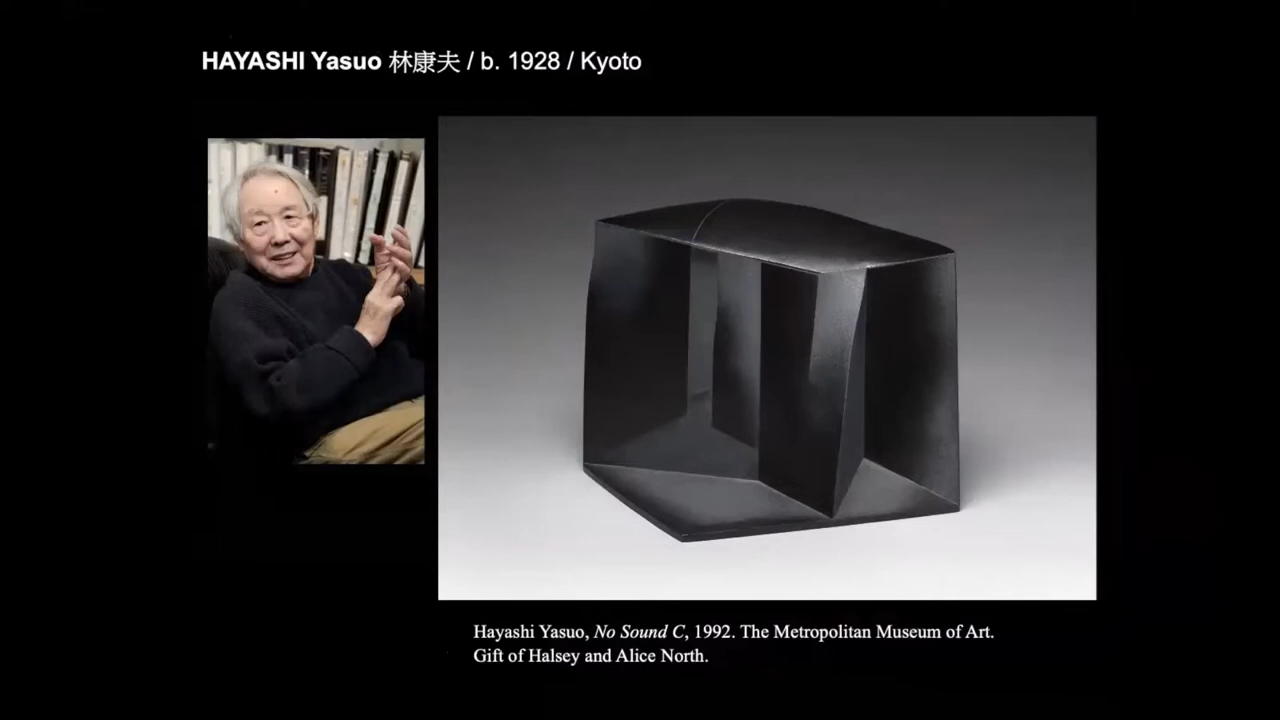 HAYASHI Yasuo 林康夫 / b. 1928 / Kyoto
Hayashi Yasuo, No Sound C, 1992. The Metropolitan Museum of Art.
Gift of Halsey and Alice North.